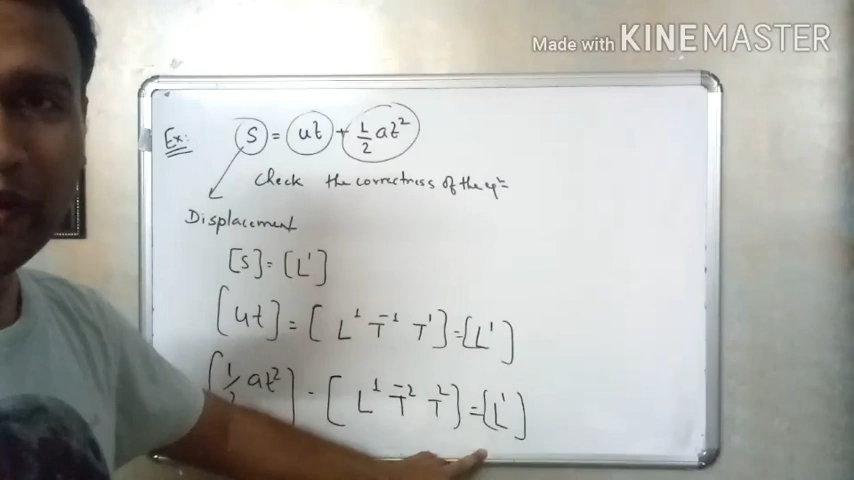 Made with KINEMASTER
Ex: S = ut + 1/2 at²
Check the correctness of the eqⁿ
Displacement
[S] = [L¹]
[ut] = [L¹ T⁻¹ T¹] = [L¹]
[1/2 at²] = [L¹ T⁻² T²] = [L¹]